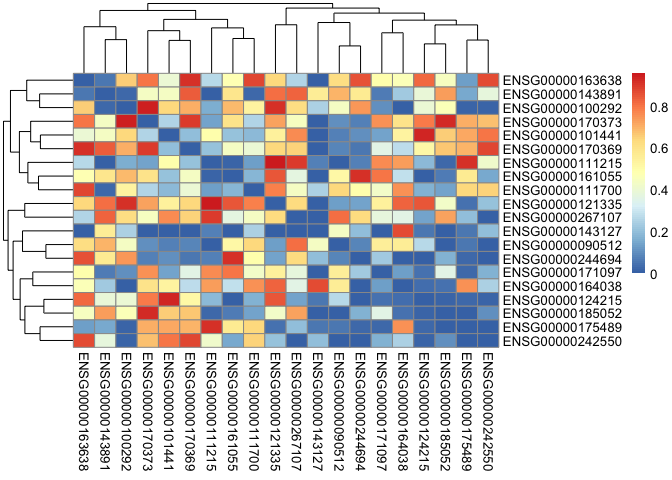 ENSG00000163638
ENSG00000143891
ENSG00000100292
ENSG00000170373
ENSG00000101441
ENSG00000170369
ENSG00000111215
ENSG00000161055
ENSG00000111700
ENSG00000121335
ENSG00000267107
ENSG00000143127
ENSG00000090512
ENSG00000244694
ENSG00000171097
ENSG00000164038
ENSG00000124215
ENSG00000185052
ENSG00000175489
ENSG00000242550
0.8
0.6
0.4
0.2
0
ENSG00000163638
ENSG00000143891
ENSG00000100292
ENSG00000170373
ENSG00000101441
ENSG00000170369
ENSG00000111215
ENSG00000161055
ENSG00000111700
ENSG00000121335
ENSG00000267107
ENSG00000143127
ENSG00000090512
ENSG00000244694
ENSG00000171097
ENSG00000164038
ENSG00000124215
ENSG00000185052
ENSG00000175489
ENSG00000242550